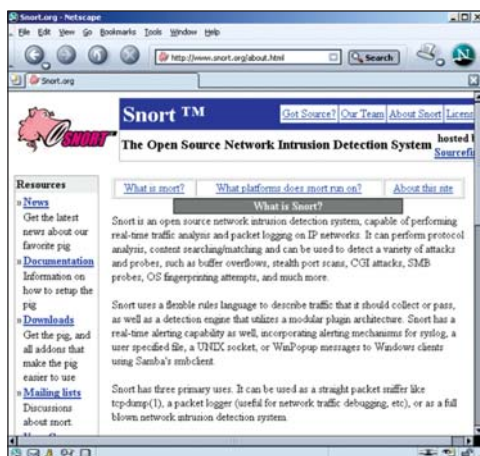 Snort.org - Netscape
File Edit View Go Bookmarks Tools Window Help
http://www.snort.org/about.html
Search
N
Snort.org
SNORT™
Snort ™
Got Source? Our Team About Snort Licens
The Open Source Network Intrusion Detection System
hosted b
Sourcefi
Resources
» News
Get the latest
news about our
favorite pig
» Documentation
Information on
how to setup the
pig
» Downloads
Get the pig, and
all addons that
make the pig
easier to use
» Mailing lists
Discussions
about snort.
What is snort? What platforms does snort run on? About this site
What is Snort?
Snort is an open source network intrusion detection system, capable of performing
real-time traffic analysis and packet logging on IP networks. It can perform protocol
analysis, content searching/matching and can be used to detect a variety of attacks
and probes, such as buffer overflows, stealth port scans, CGI attacks, SMB
probes, OS fingerprinting attempts, and much more.
Snort uses a flexible rules language to describe traffic that it should collect or pass,
as well as a detection engine that utilizes a modular plugin architecture. Snort has a
real-time alerting capability as well, incorporating alerting mechanisms for syslog, a
user specified file, a UNIX socket, or WinPopup messages to Windows clients
using Samba's smbclient.
Snort has three primary uses. It can be used as a straight packet sniffer like
tcpdump(1), a packet logger (useful for network traffic debugging, etc), or as a full
blown network intrusion detection system.